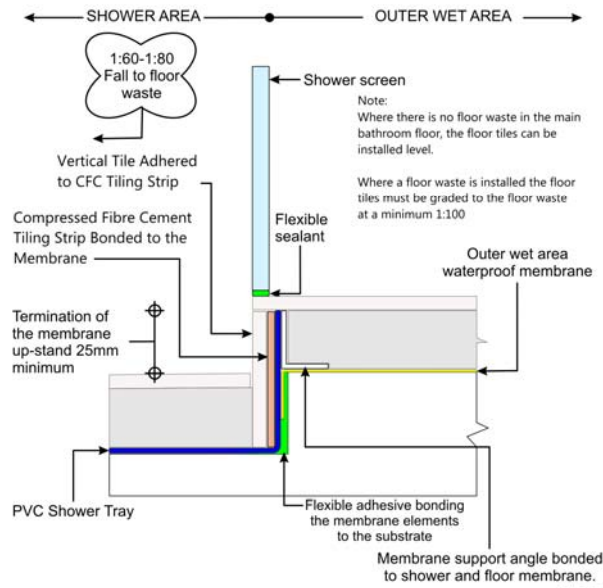 SHOWER AREA
OUTER WET AREA
1:60-1:80
Fall to floor
waste
Shower screen
Note:
Where there is no floor waste in the main
bathroom floor, the floor tiles can be
installed level.
Where a floor waste is installed the floor
tiles must be graded to the floor waste
at a minimum 1:100
Vertical Tile Adhered
to CFC Tiling Strip
Compressed Fibre Cement
Tiling Strip Bonded to the
Membrane
Flexible
sealant
Outer wet area
waterproof membrane
Termination of
the membrane
up-stand 25mm
minimum
PVC Shower Tray
Flexible adhesive bonding
the membrane elements
to the substrate
Membrane support angle bonded
to shower and floor membrane.